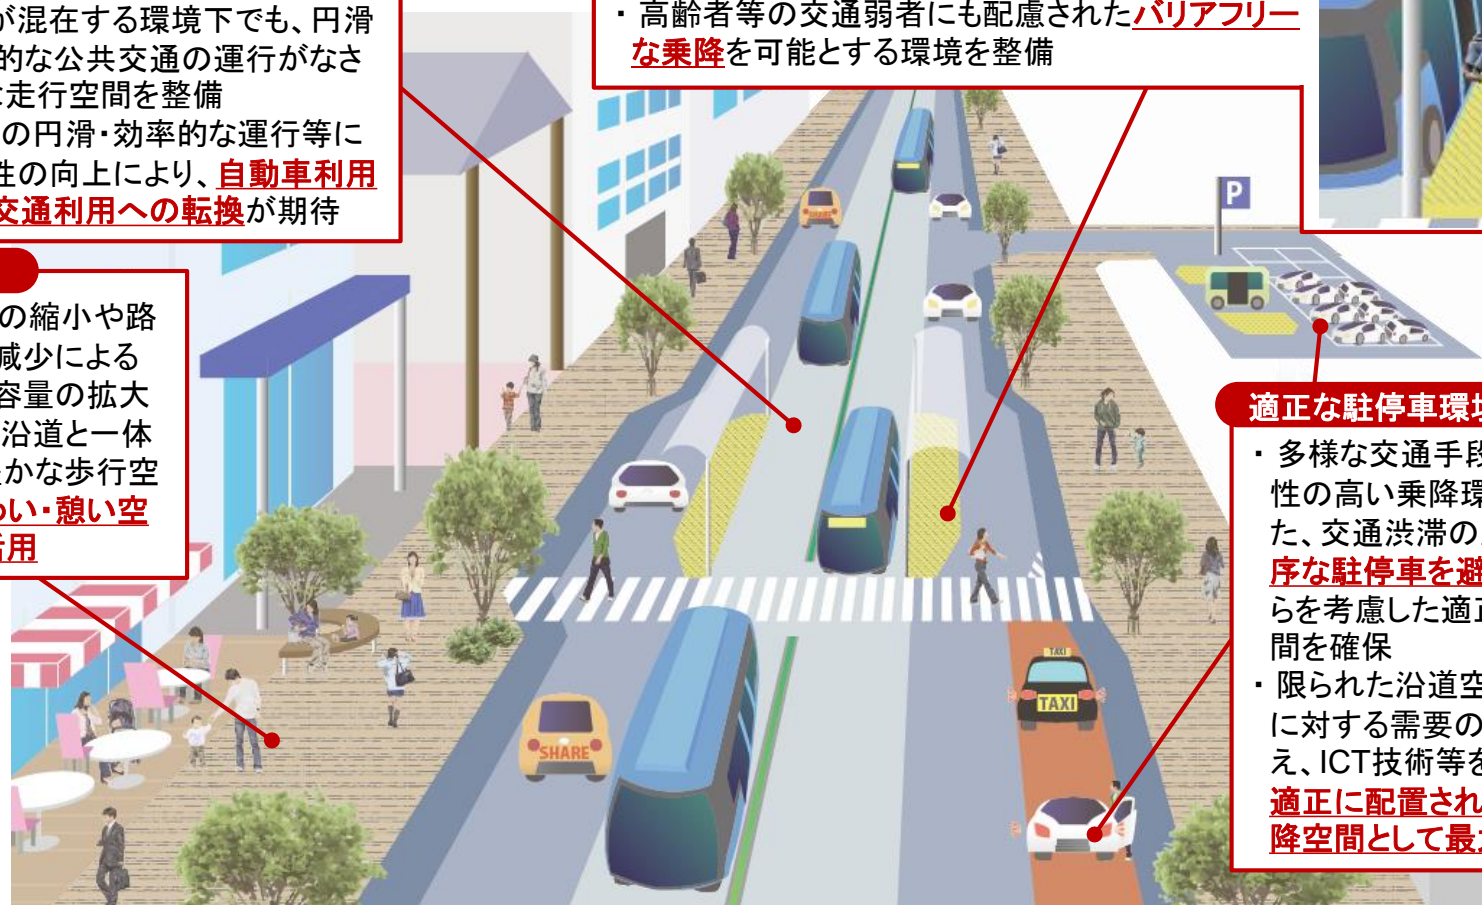 が混在する環境下でも、円滑
的な公共交通の運行がなさ
な走行空間を整備
の円滑・効率的な運行等に
性の向上により、自動車利用
交通利用への転換が期待
・ 高齢者等の交通弱者にも配慮されたバリアフリー
な乗降を可能とする環境を整備
の縮小や路
減少による
容量の拡大
沿道と一体
かな歩行空
わい・憩い空
活用
P
適正な駐停車環境
・ 多様な交通手段
性の高い乗降環
た、交通渋滞の
序な駐停車を避
らを考慮した適正
間を確保
・ 限られた沿道空
に対する需要の
え、ICT技術等を
適正に配置され
降空間として最大
SHARE
SHARE
TAXI
TAXI